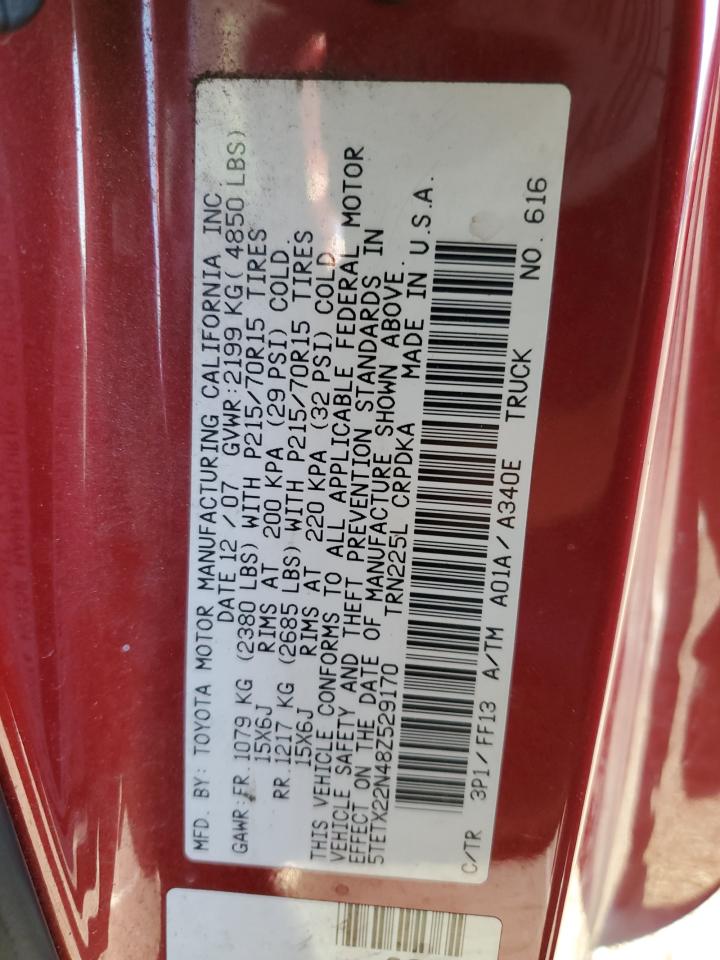 MFD. BY: TOYOTA MOTOR MANUFACTURING CALIFORNIA INC.
DATE 12 / 07 GVWR:2199 KG( 4850 LBS)
GAWR:FR.1079 KG (2380 LBS) WITH P215/70R15 TIRES
15X6J RIMS AT 200 KPA (29 PSI) COLD.
RR.1217 KG (2685 LBS) WITH P215/70R15 TIRES
15X6J RIMS AT 220 KPA (32 PSI) COLD.
THIS VEHICLE CONFORMS TO ALL APPLICABLE FEDERAL MOTOR
VEHICLE SAFETY AND THEFT PREVENTION STANDARDS IN
EFFECT ON THE DATE OF MANUFACTURE SHOWN ABOVE.
5TETX22N48Z529170 TRN225L CRPDKA MADE IN U.S.A.
C/TR 3P1/FF13 A/TM A01A/A340E TRUCK NO. 616